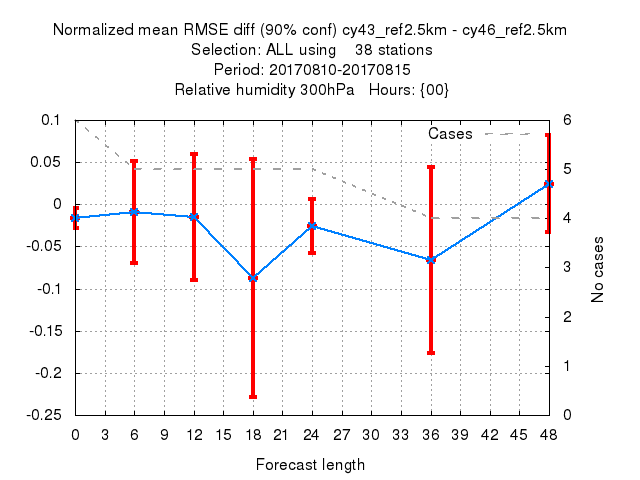 Normalized mean RMSE diff (90% conf) cy43_ref2.5km - cy46_ref2.5km
Selection: ALL using    38 stations
Period: 20170810-20170815
Relative humidity 300hPa   Hours: {00}
Cases
0.1
0.05
0
-0.05
-0.1
-0.15
-0.2
-0.25
6
5
4
3
2
1
0
No cases
0 3 6 9 12 15 18 21 24 27 30 33 36 39 42 45 48
Forecast length